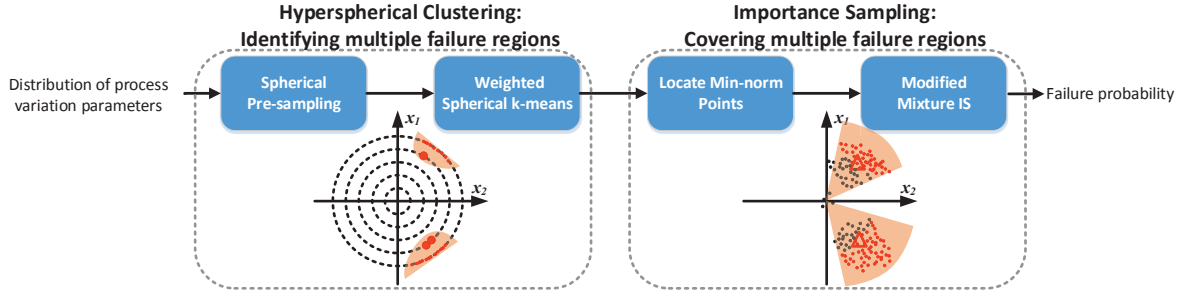 Hyperspherical Clustering:
Identifying multiple failure regions
Importance Sampling:
Covering multiple failure regions
Distribution of process
variation parameters
Spherical
Pre-sampling
Weighted
Spherical k-means
Locate Min-norm
Points
Modified
Mixture IS
Failure probability
x1
x2
x1
x2